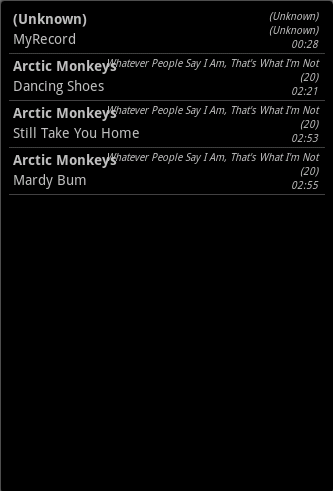 (Unknown) (Unknown)
MyRecord (Unknown)
00:28
Arctic Monkeys Whatever People Say I Am, That's What I'm Not
Dancing Shoes (20)
02:21
Arctic Monkeys Whatever People Say I Am, That's What I'm Not
Still Take You Home (20)
02:53
Arctic Monkeys Whatever People Say I Am, That's What I'm Not
Mardy Bum (20)
02:55